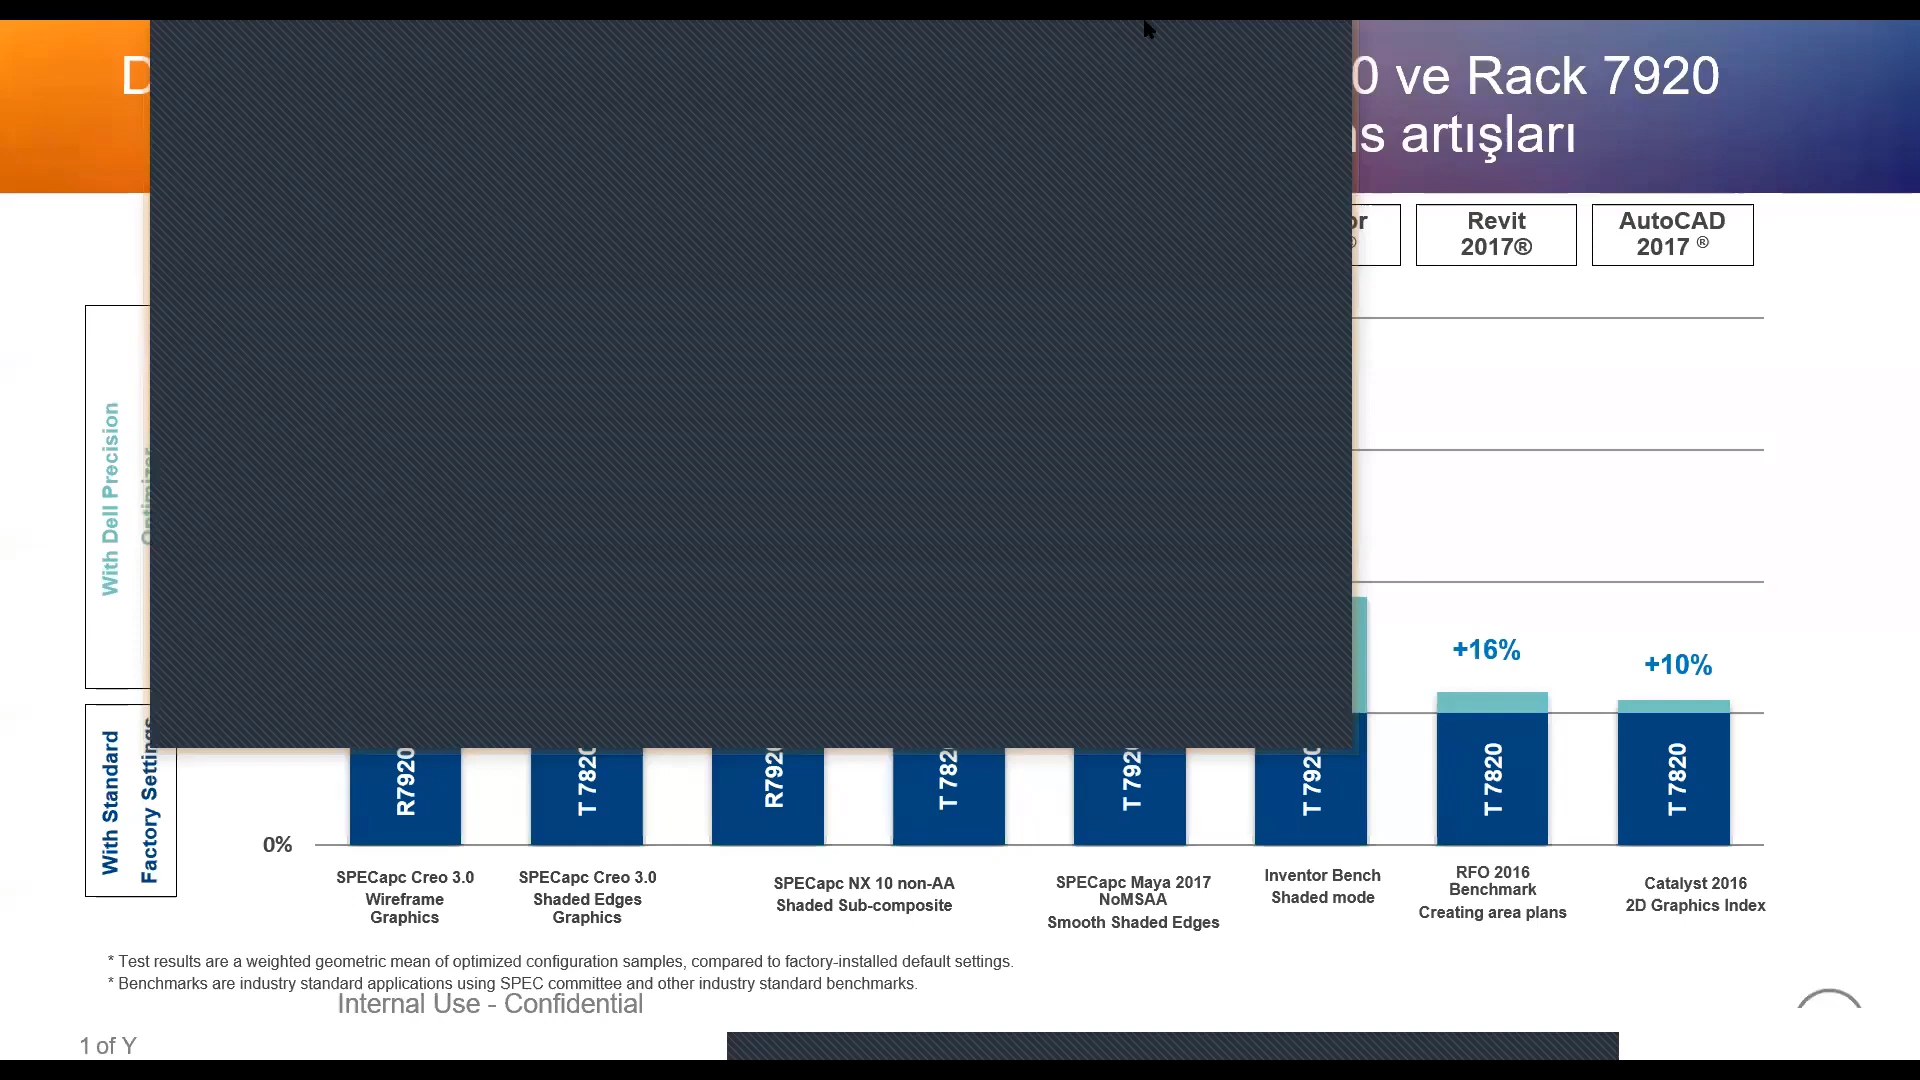 0 ve Rack 7920
artışları
Revit
2017®
AutoCAD
2017 ®
With Dell Precision
With Standard
Factory Settings
+16%
+10%
R7920
T 7820
R7920
T 782
T 792
T 7920
T 7820
T 7820
0%
SPECapc Creo 3.0
Wireframe
Graphics
SPECapc Creo 3.0
Shaded Edges
Graphics
SPECapc NX 10 non-AA
Shaded Sub-composite
SPECapc Maya 2017
NoMSAA
Smooth Shaded Edges
Inventor Bench
Shaded mode
RFO 2016
Benchmark
Creating area plans
Catalyst 2016
2D Graphics Index
* Test results are a weighted geometric mean of optimized configuration samples, compared to factory-installed default settings.
* Benchmarks are industry standard applications using SPEC committee and other industry standard benchmarks.
Internal Use - Confidential
1 of Y